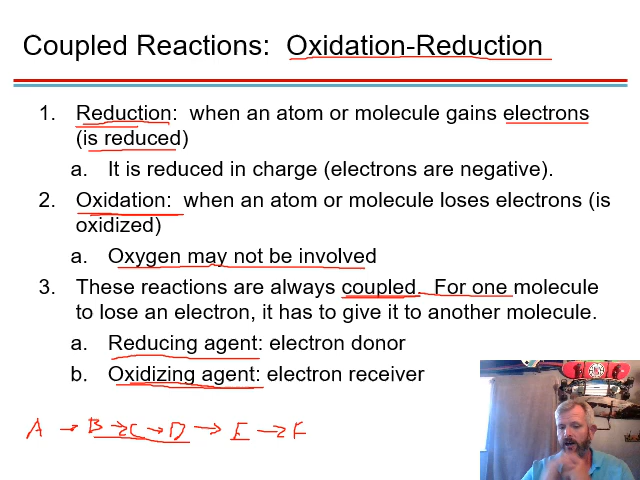 Coupled Reactions: Oxidation-Reduction
1. Reduction: when an atom or molecule gains electrons
(is reduced)
a. It is reduced in charge (electrons are negative).
2. Oxidation: when an atom or molecule loses electrons (is
oxidized)
a. Oxygen may not be involved
3. These reactions are always coupled. For one molecule
to lose an electron, it has to give it to another molecule.
a. Reducing agent: electron donor
b. Oxidizing agent: electron receiver
A → B → C → D → E → F